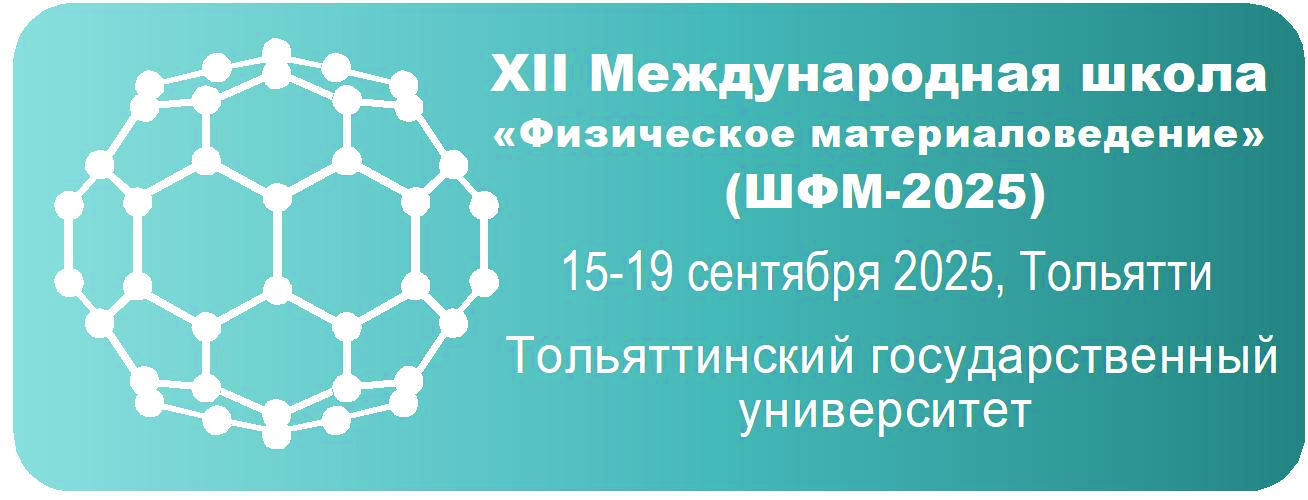 XII Международная школа
«Физическое материаловедение»
(ШФМ-2025)
15-19 сентября 2025, Тольятти
Тольяттинский государственный
университет